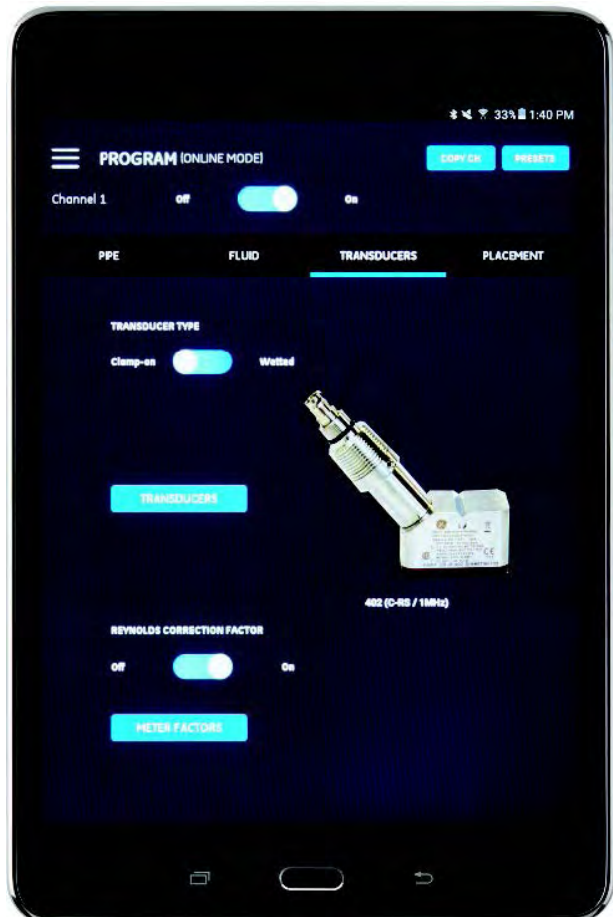 33% 1:40 PM
PROGRAM (ONLINE MODE)
COPY CH
PRESETS
Channel 1
Off
On
PIPE
FLUID
TRANSDUCERS
PLACEMENT
TRANSDUCER TYPE
Clamp-on
Wetted
TRANSDUCERS
402 (C-RS / 1MHz)
REYNOLDS CORRECTION FACTOR
Off
On
METER FACTORS